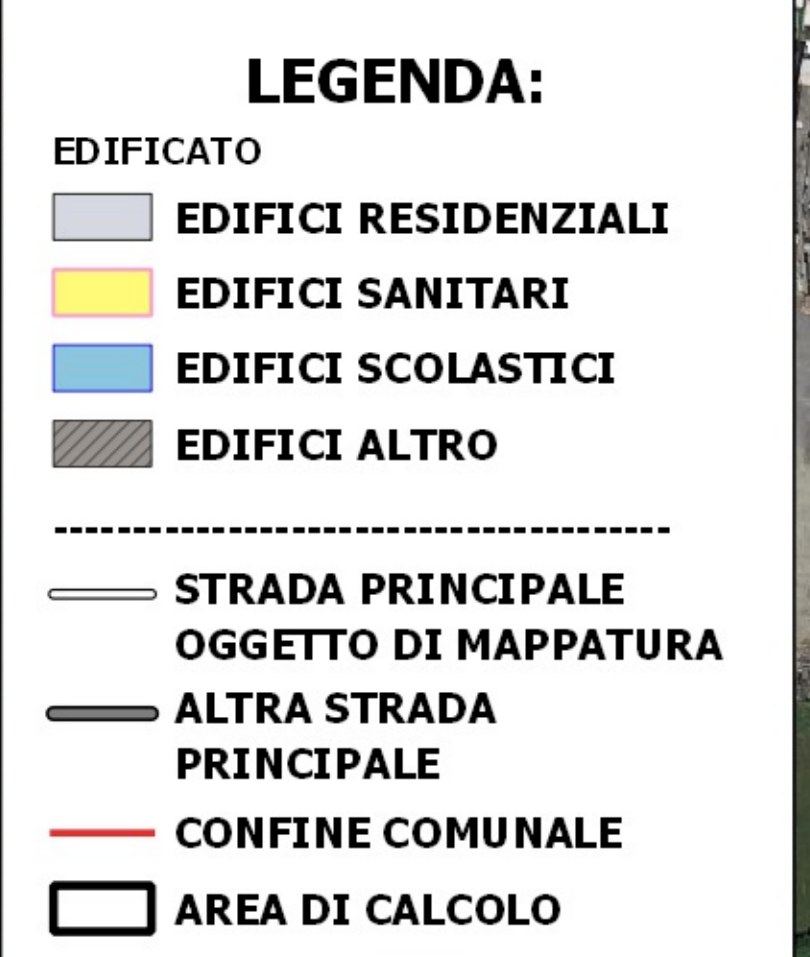 LEGENDA:
EDIFICATO
EDIFICI RESIDENZIALI
EDIFICI SANITARI
EDIFICI SCOLASTICI
EDIFICI ALTRO
---------------------------------------
STRADA PRINCIPALE
OGGETTO DI MAPPATURA
ALTRA STRADA
PRINCIPALE
CONFINE COMUNALE
AREA DI CALCOLO